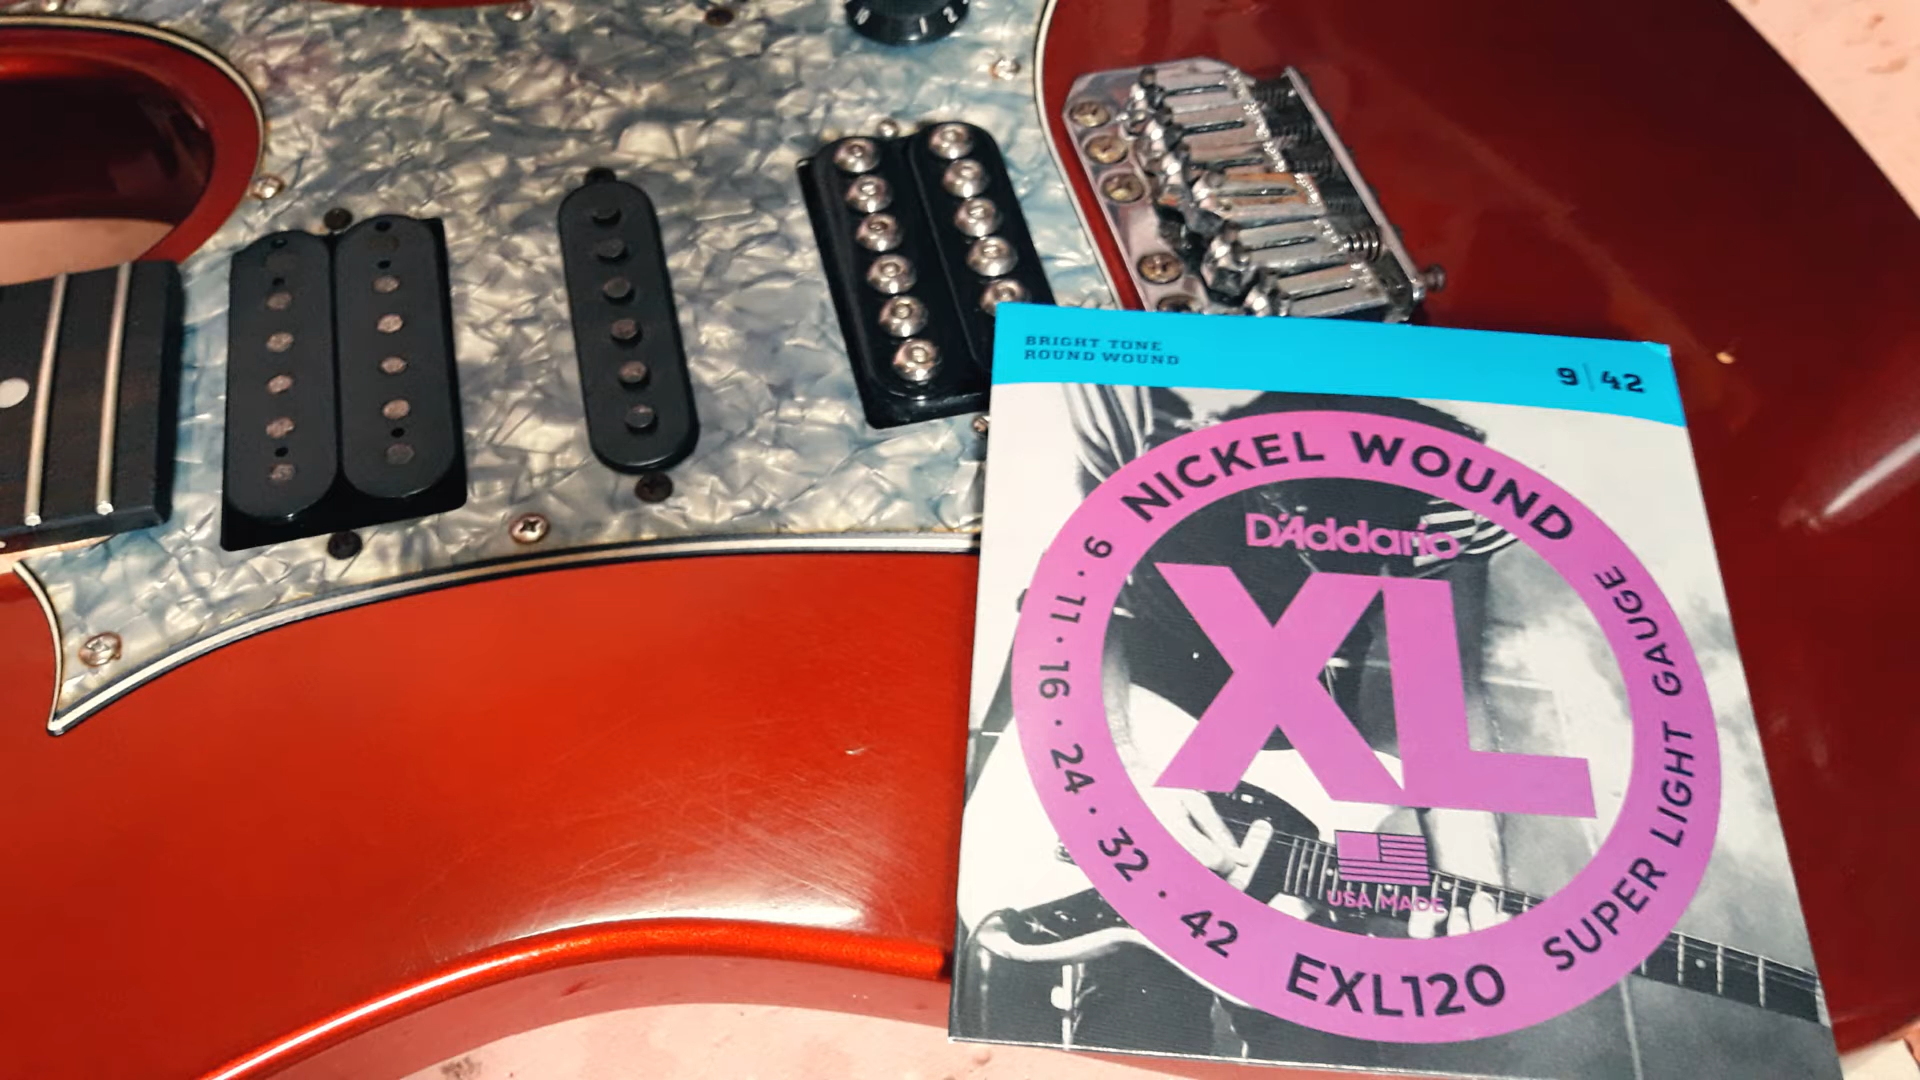 BRIGHT TONE
ROUND WOUND
9|42
NICKEL WOUND
D'Addario
XL
USA MADE
9 · 11 · 16 · 24 · 32 · 42
EXL120
SUPER LIGHT GAUGE